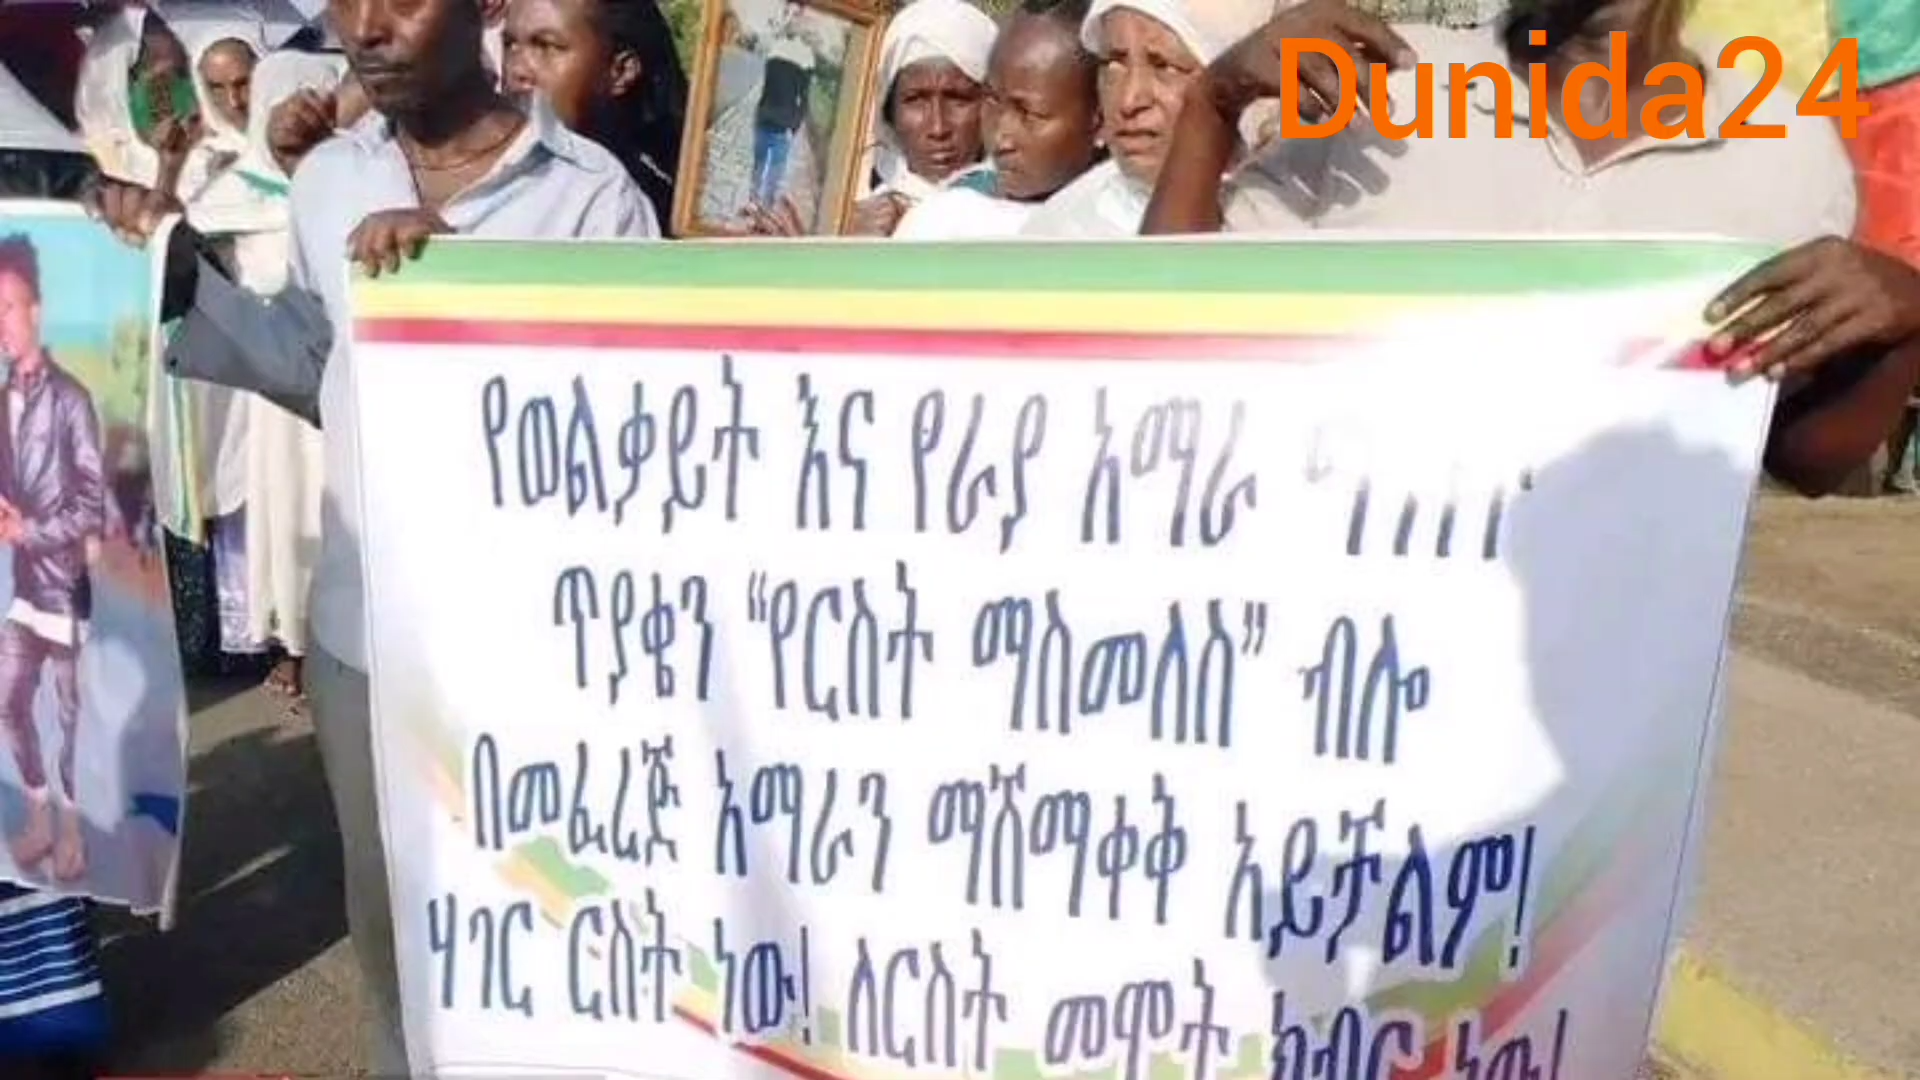 Dunida24
የወልቃይት እና የራያ አማራ
ጥያቄን “የርስት ማስመለስ” ብሎ
በመፈረጅ አማራን ማሸማቀቅ አይቻልም!
ሃገር ርስት ነው! ለርስት መሞት ክብር ነው!